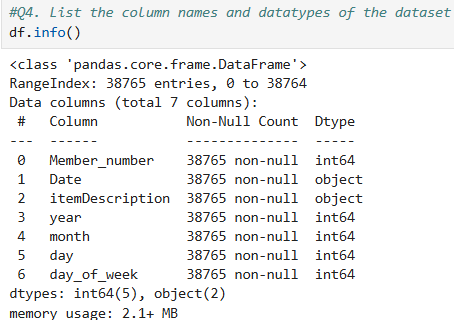 #Q4. List the column names and datatypes of the dataset
df.info()
<class 'pandas.core.frame.DataFrame'>
RangeIndex: 38765 entries, 0 to 38764
Data columns (total 7 columns):
 #   Column           Non-Null Count  Dtype
---  ------           --------------  -----
 0   Member_number    38765 non-null  int64
 1   Date             38765 non-null  object
 2   itemDescription  38765 non-null  object
 3   year             38765 non-null  int64
 4   month            38765 non-null  int64
 5   day              38765 non-null  int64
 6   day_of_week      38765 non-null  int64
dtypes: int64(5), object(2)
memory usage: 2.1+ MB